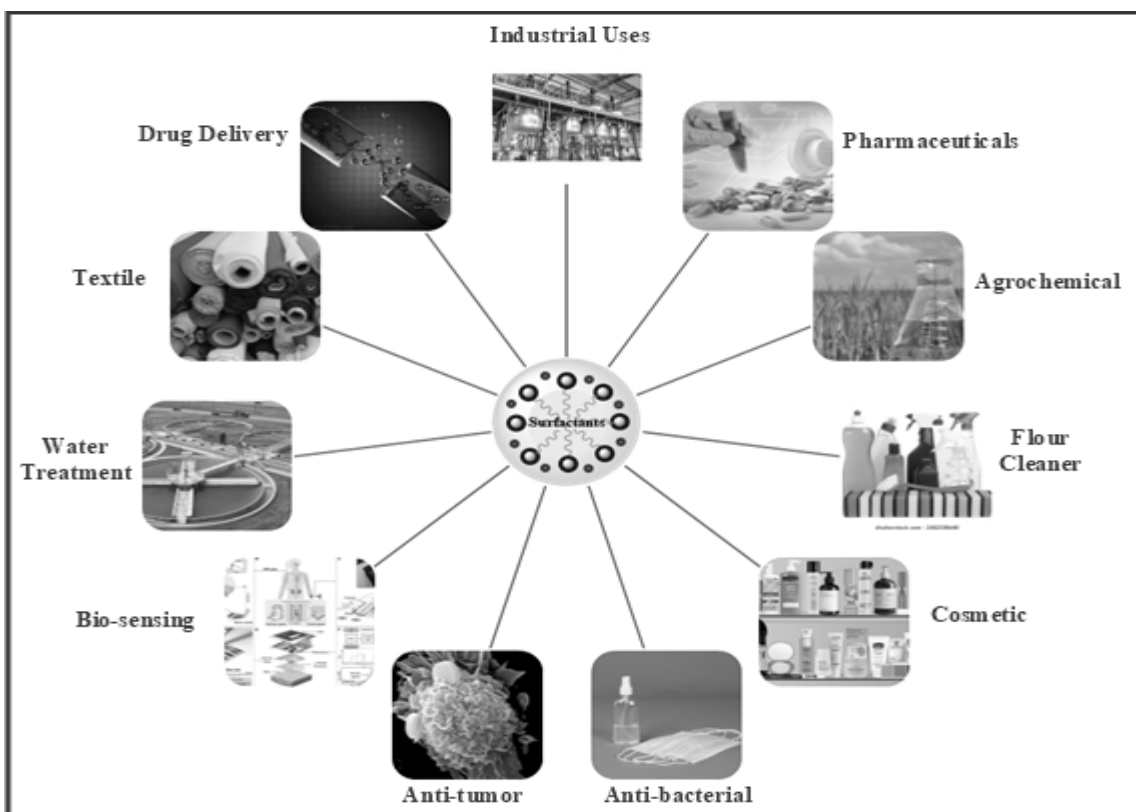 Industrial Uses
Drug Delivery
Pharmaceuticals
Textile
Agrochemical
Surfactants
Water
Treatment
Flour
Cleaner
Bio-sensing
Cosmetic
Anti-tumor
Anti-bacterial